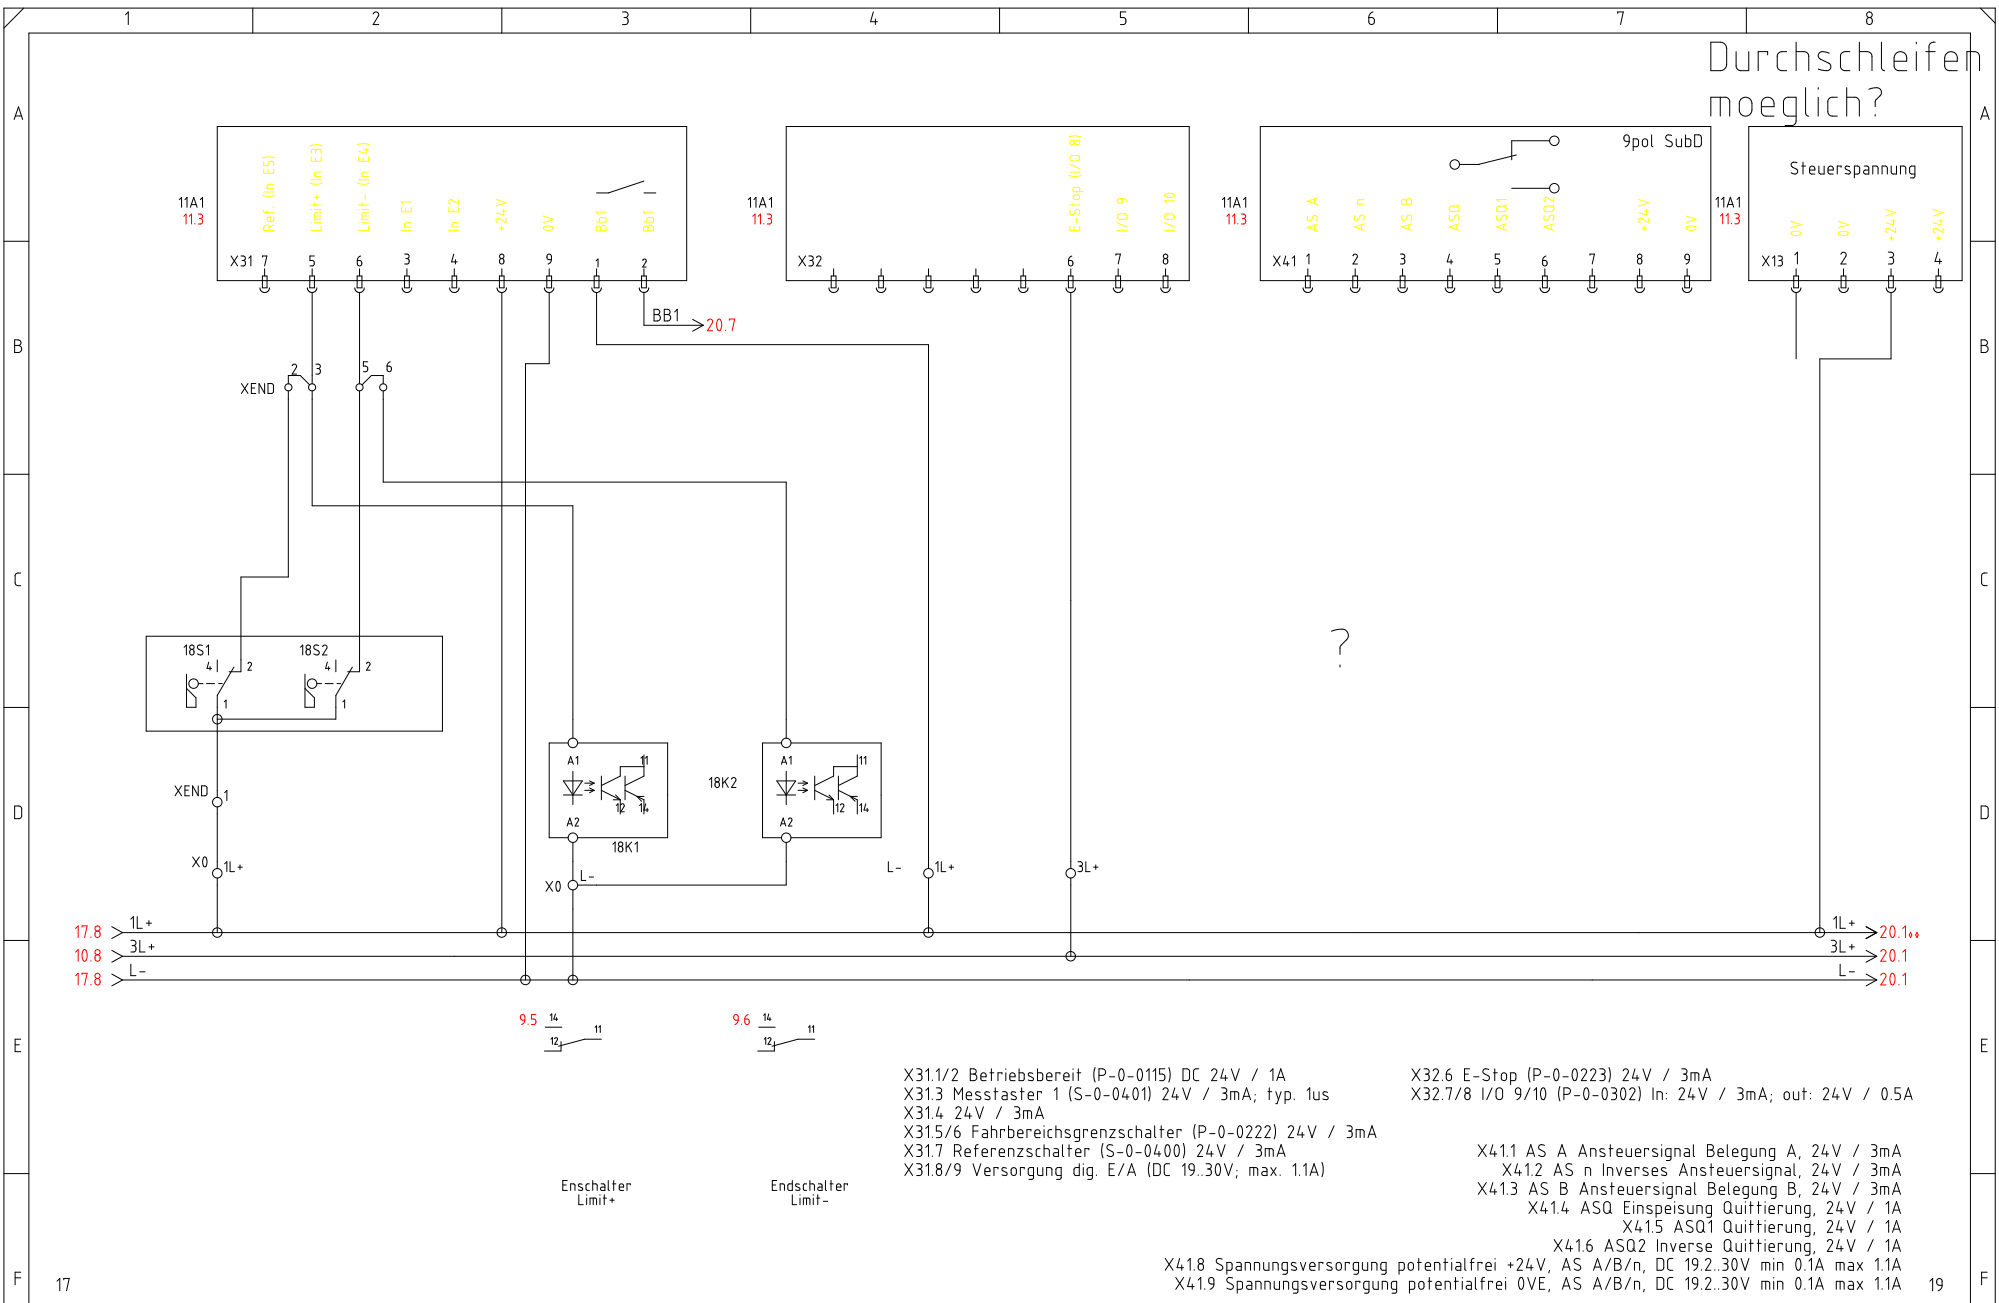 1 2 3 4 5 6 7 8
Durchschleifen
moeglich?
A A
11A1
11.3
Ref. (In E5)
Limit+ (In E3)
Limit- (In E4)
In E1
In E2
+24V
0V
Bb1
Bb1
X31 7 5 6 3 4 8 9 1 2
11A1
11.3
E-Stop (I/O 8)
I/O 9
I/O 10
X32 6 7 8
11A1
11.3
9pol SubD
AS A
AS n
AS B
ASQ
ASQ1
ASQ2
+24V
0V
X41 1 2 3 4 5 6 7 8 9
11A1
11.3
Steuerspannung
0V
0V
+24V
+24V
X13 1 2 3 4
BB1 20.7
B B
XEND 2 3 5 6
C C
?
18S1 18S2
4 2 4 2
1 1
A1 11
12 14
A2
18K1
18K2
A1 11
12 14
A2
XEND 1
D D
X0 1L+
X0 L-
L- 1L+
3L+
17.8 1L+ 1L+ 20.1
10.8 3L+ 3L+ 20.1
17.8 L- L- 20.1
9.5 14
12 11
9.6 14
12 11
E E
X31.1/2 Betriebsbereit (P-0-0115) DC 24V / 1A
X31.3 Messtaster 1 (S-0-0401) 24V / 3mA; typ. 1us
X31.4 24V / 3mA
X31.5/6 Fahrbereichsgrenzschalter (P-0-0222) 24V / 3mA
X31.7 Referenzschalter (S-0-0400) 24V / 3mA
X31.8/9 Versorgung dig. E/A (DC 19..30V; max. 1.1A)
X32.6 E-Stop (P-0-0223) 24V / 3mA
X32.7/8 I/O 9/10 (P-0-0302) In: 24V / 3mA; out: 24V / 0.5A
Enschalter
Limit+
Endschalter
Limit-
X41.1 AS A Ansteuersignal Belegung A, 24V / 3mA
X41.2 AS n Inverses Ansteuersignal, 24V / 3mA
X41.3 AS B Ansteuersignal Belegung B, 24V / 3mA
X41.4 ASQ Einspeisung Quittierung, 24V / 1A
X41.5 ASQ1 Quittierung, 24V / 1A
X41.6 ASQ2 Inverse Quittierung, 24V / 1A
X41.8 Spannungsversorgung potentialfrei +24V, AS A/B/n, DC 19.2..30V min 0.1A max 1.1A
X41.9 Spannungsversorgung potentialfrei 0VE, AS A/B/n, DC 19.2..30V min 0.1A max 1.1A
F 17 19 F